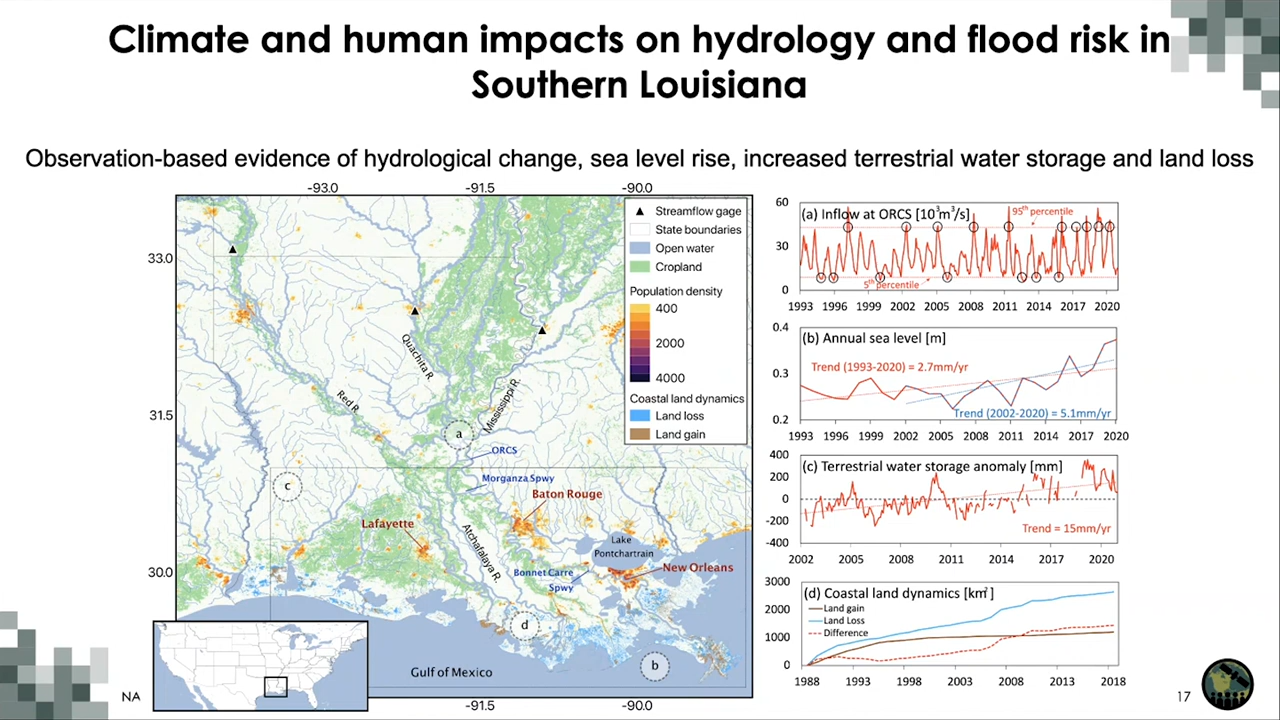 Climate and human impacts on hydrology and flood risk in
Southern Louisiana
Observation-based evidence of hydrological change, sea level rise, increased terrestrial water storage and land loss
-93.0 -91.5 -90.0
33.0
31.5
30.0
-91.5 -90.0
Streamflow gage
State boundaries
Open water
Cropland
Population density
400
2000
4000
Coastal land dynamics
Land loss
Land gain
Quachita R.
Red R.
Mississippi R.
a
ORCS
Morganza Spwy
c
Baton Rouge
Lafayette
Atchafalaya R.
Lake
Pontchartrain
Bonnet Carre
Spwy
New Orleans
d
b
Gulf of Mexico
NA
(a) Inflow at ORCS [10³m³/s]
95th percentile
5th percentile
60
30
0
1993 1996 1999 2002 2005 2008 2011 2013 2017 2020
(b) Annual sea level [m]
Trend (1993-2020) = 2.7mm/yr
Trend (2002-2020) = 5.1mm/yr
0.4
0.3
0.2
1993 1996 1999 2002 2005 2008 2011 2014 2017 2020
(c) Terrestrial water storage anomaly [mm]
Trend = 15mm/yr
400
200
0
-200
-400
2002 2005 2008 2011 2014 2017 2020
(d) Coastal land dynamics [km²]
Land gain
Land Loss
Difference
3000
2000
1000
0
1988 1993 1998 2003 2008 2013 2018
17